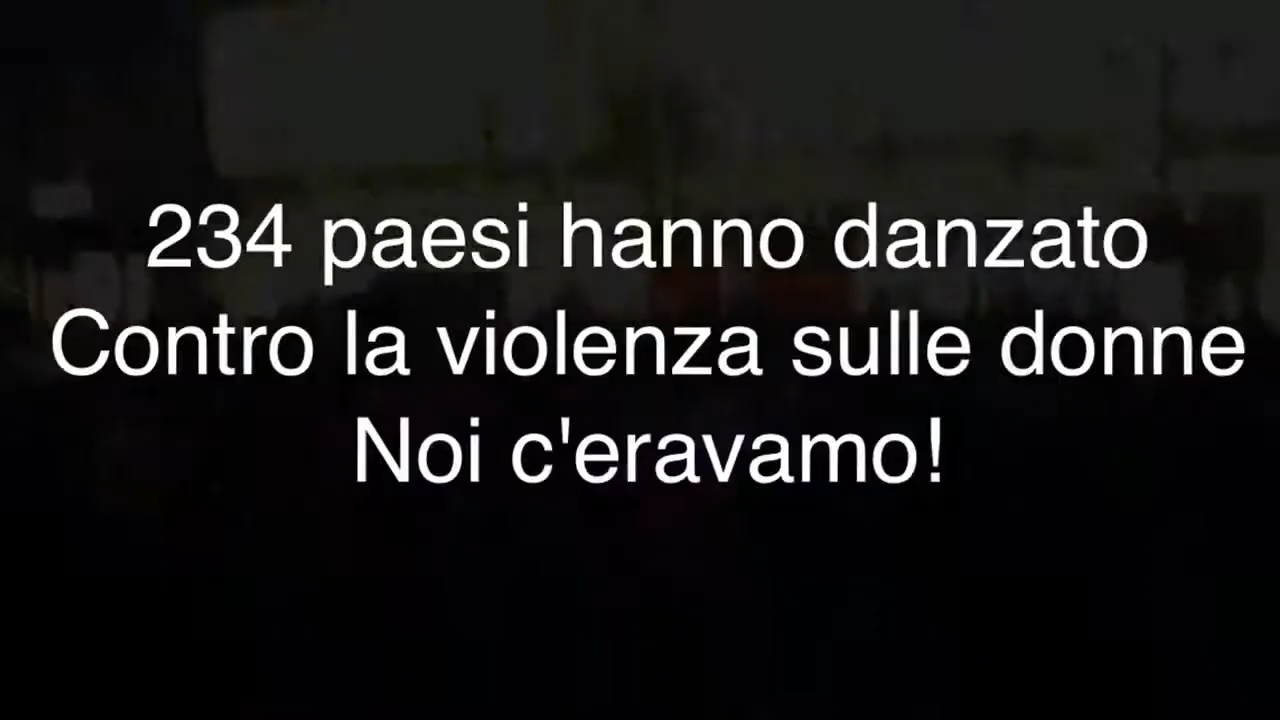 234 paesi hanno danzato
Contro la violenza sulle donne
Noi c'eravamo!